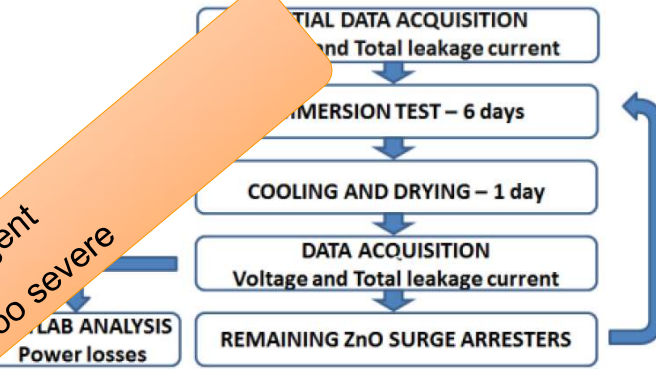 TIAL DATA ACQUISITION
nd Total leakage current
MERSION TEST – 6 days
COOLING AND DRYING – 1 day
DATA ACQUISITION
Voltage and Total leakage current
ent
oo severe
LAB ANALYSIS
Power losses
REMAINING ZnO SURGE ARRESTERS